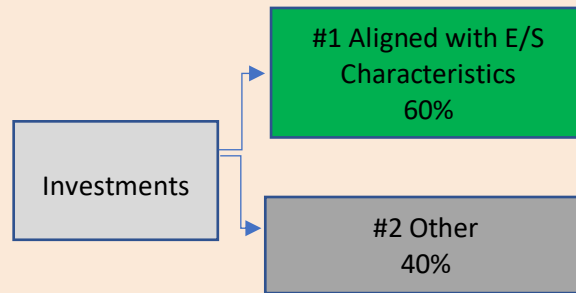 #1 Aligned with E/S
Characteristics
60%
Investments
#2 Other
40%